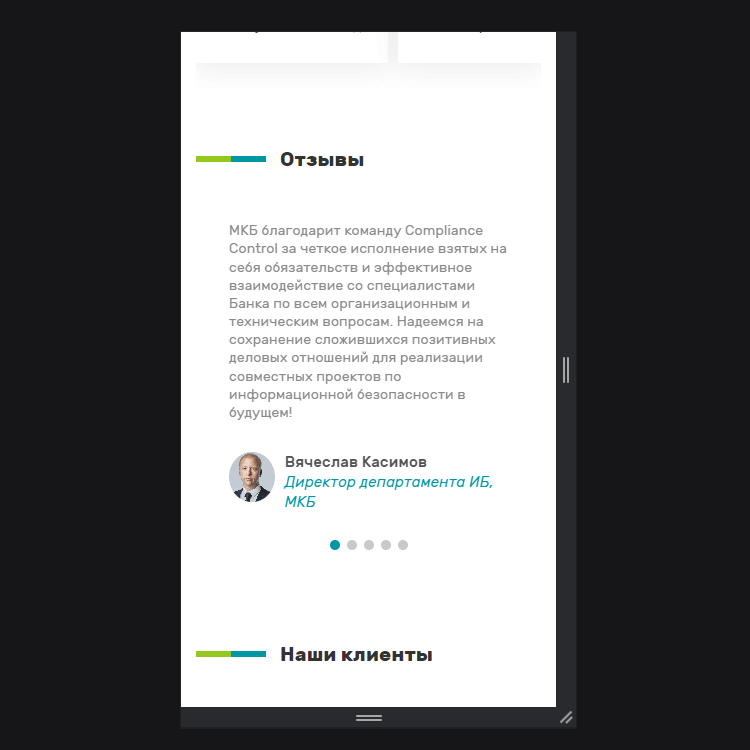 Отзывы
МКБ благодарит команду Compliance
Control за четкое исполнение взятых на
себя обязательств и эффективное
взаимодействие со специалистами
Банка по всем организационным и
техническим вопросам. Надеемся на
сохранение сложившихся позитивных
деловых отношений для реализации
совместных проектов по
информационной безопасности в
будущем!
Вячеслав Касимов
Директор департамента ИБ,
МКБ
Наши клиенты